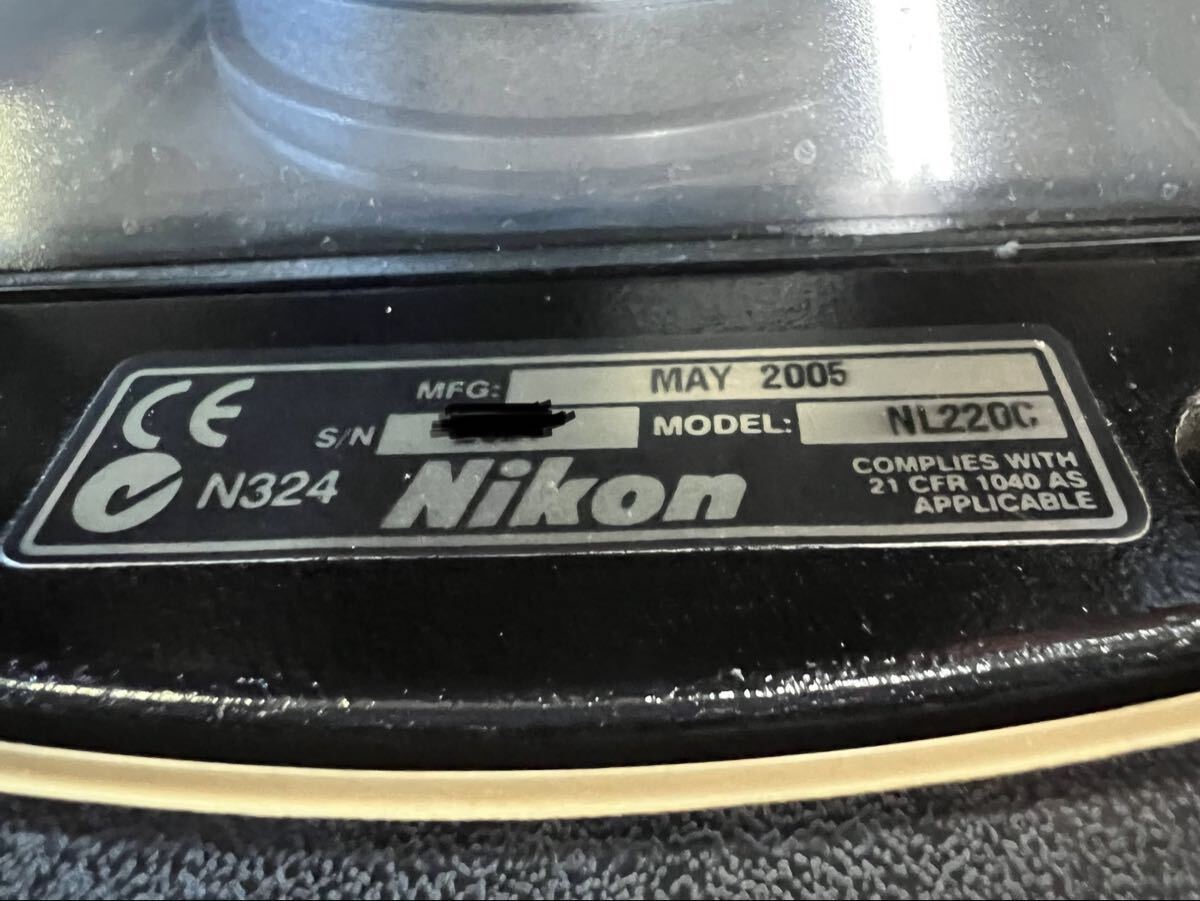 CE
MFG: MAY 2005
S/N MODEL: NL220C
N324
Nikon
COMPLIES WITH
21 CFR 1040 AS
APPLICABLE